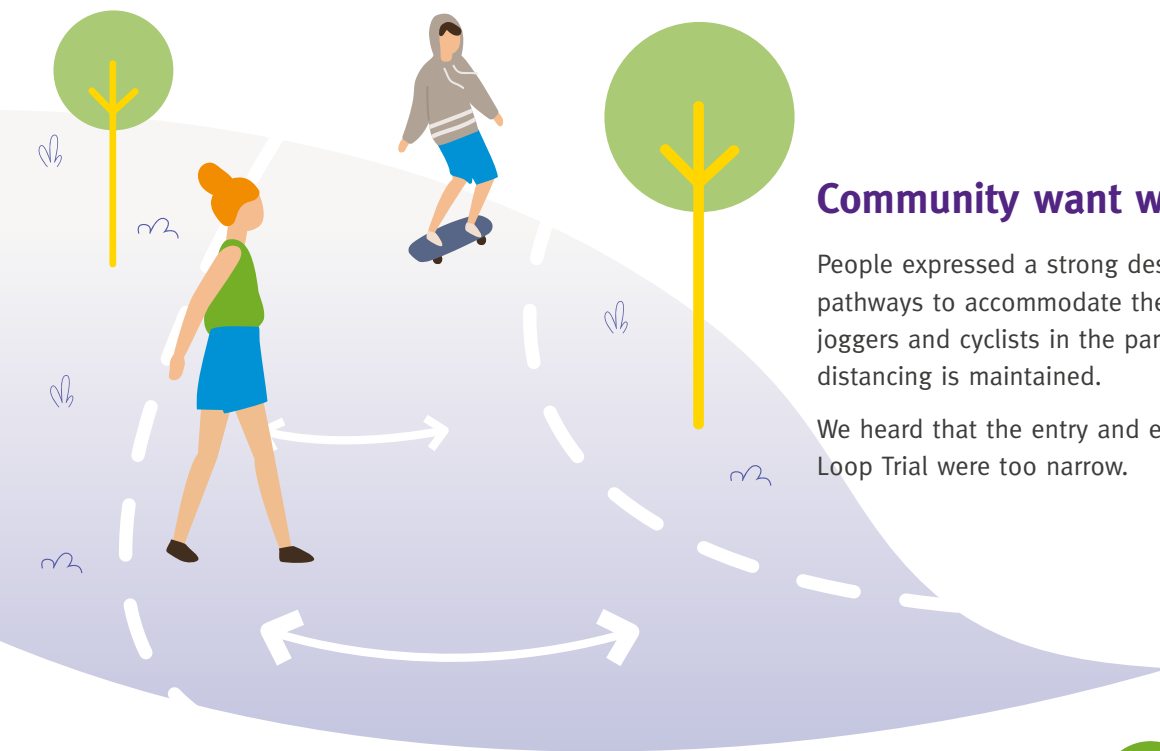 Community want w
People expressed a strong des
pathways to accommodate the
joggers and cyclists in the par
distancing is maintained.
We heard that the entry and e
Loop Trial were too narrow.